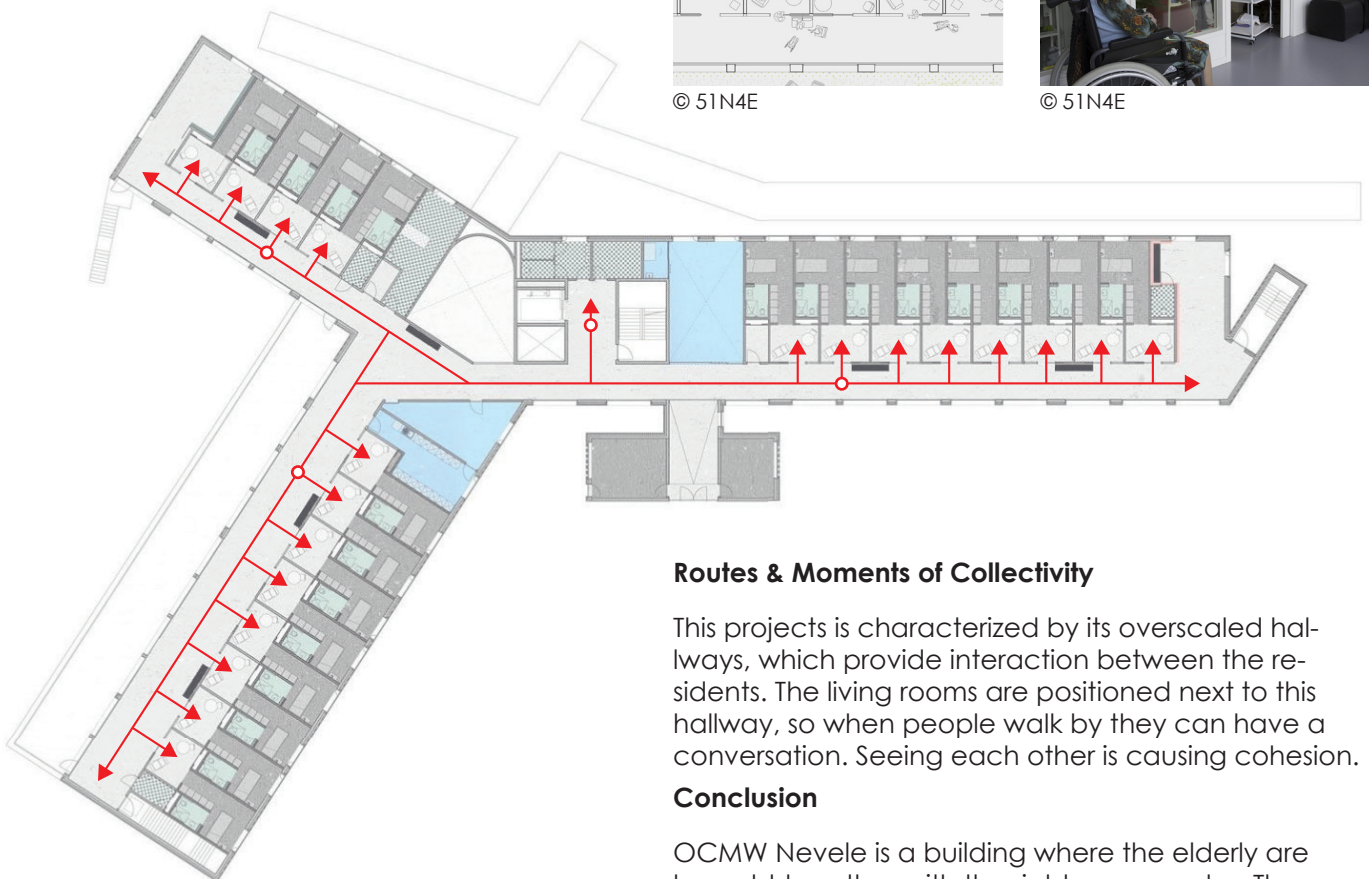 © 51N4E
© 51N4E
Routes & Moments of Collectivity
This projects is characterized by its overscaled hal-
lways, which provide interaction between the re-
sidents. The living rooms are positioned next to this
hallway, so when people walk by they can have a
conversation. Seeing each other is causing cohesion.
Conclusion
OCMW Nevele is a building where the elderly are